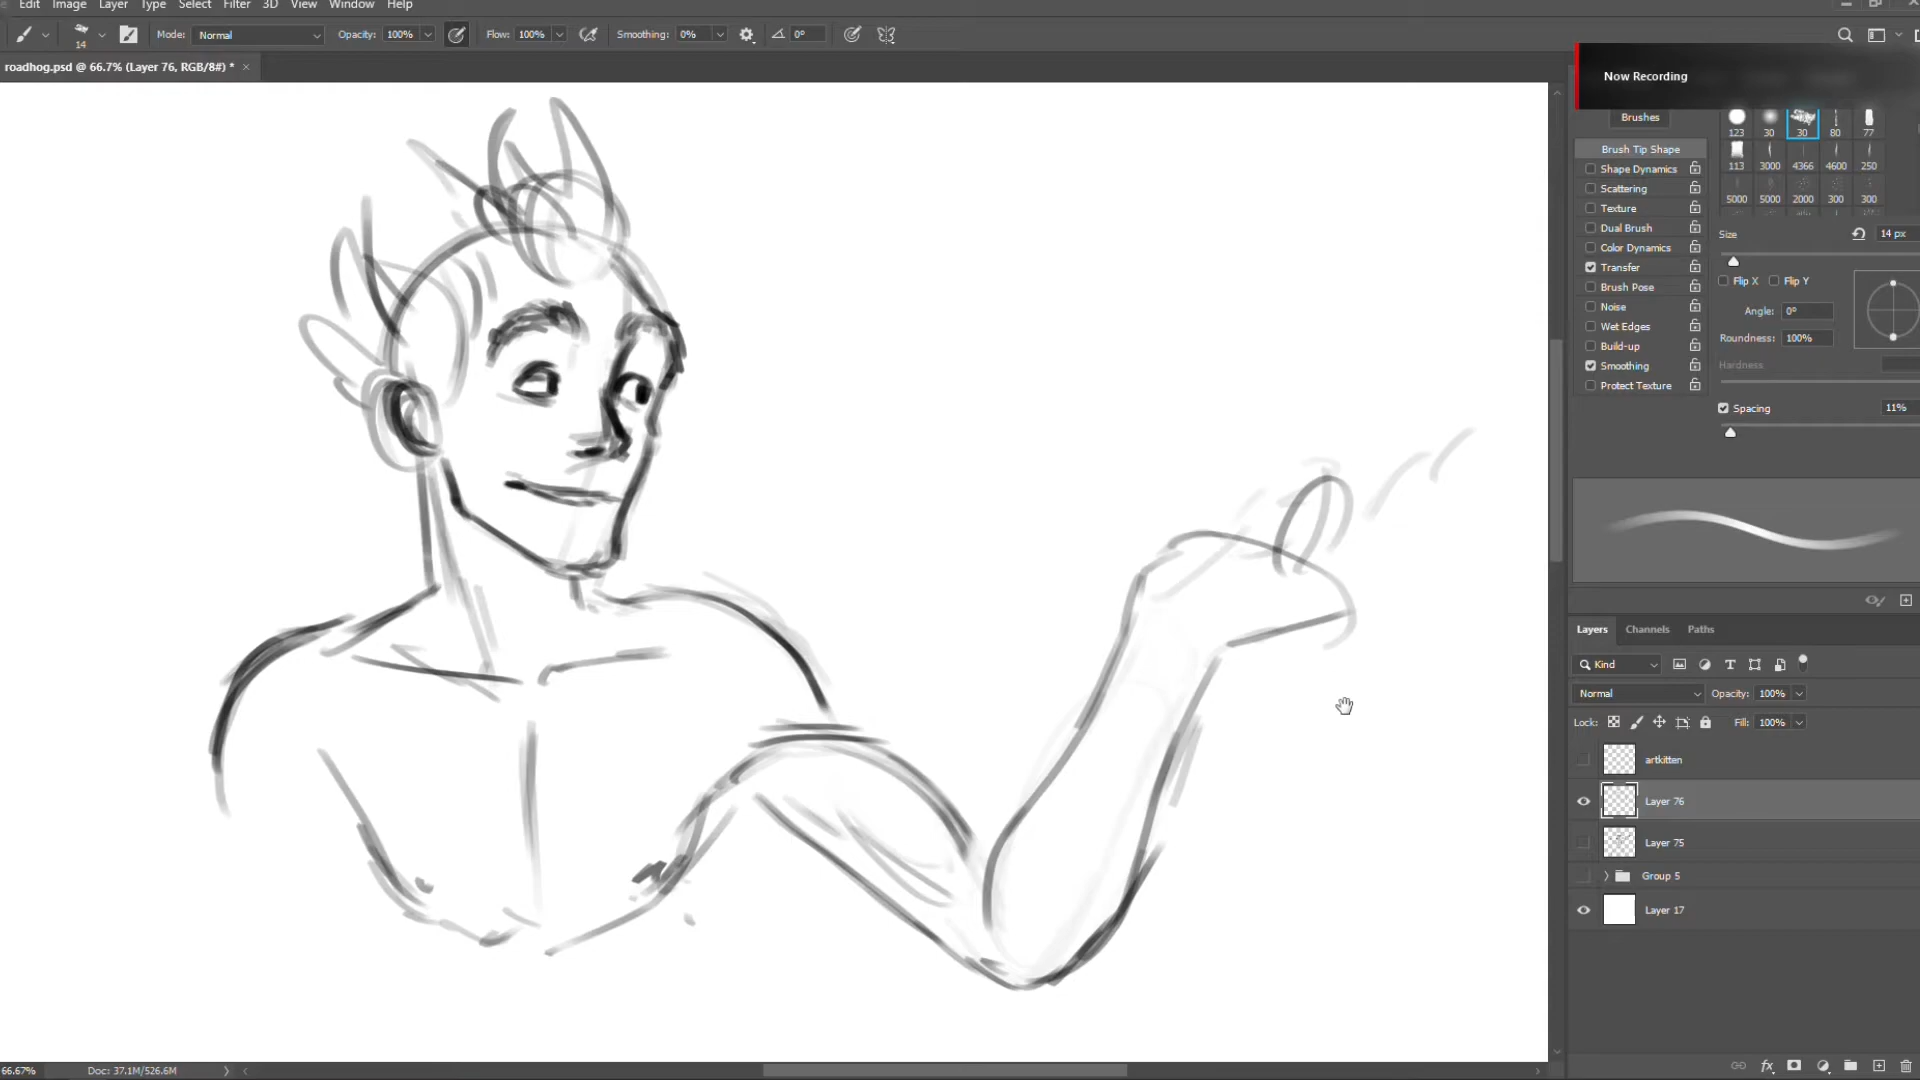 Edit Image Layer Type Select Filter 3D View Window Help
14 Mode: Normal Opacity: 100% Flow: 100% Smoothing: 0% 0°
roadhog.psd @ 66.7% (Layer 76, RGB/8#) * ×
Now Recording
Brushes
123 30 30 80 77
113 3000 4366 4600 250
5000 5000 2000 300 300
Brush Tip Shape
Shape Dynamics
Scattering
Texture
Dual Brush
Color Dynamics
Transfer
Brush Pose
Noise
Wet Edges
Build-up
Smoothing
Protect Texture
Size 14 px
Flip X Flip Y
Angle: 0°
Roundness: 100%
Hardness
Spacing 11%
Layers Channels Paths
Kind
Normal Opacity: 100%
Lock: Fill: 100%
artkitten
Layer 76
Layer 75
Group 5
Layer 17
66.67% Doc: 37.1M/526.6M